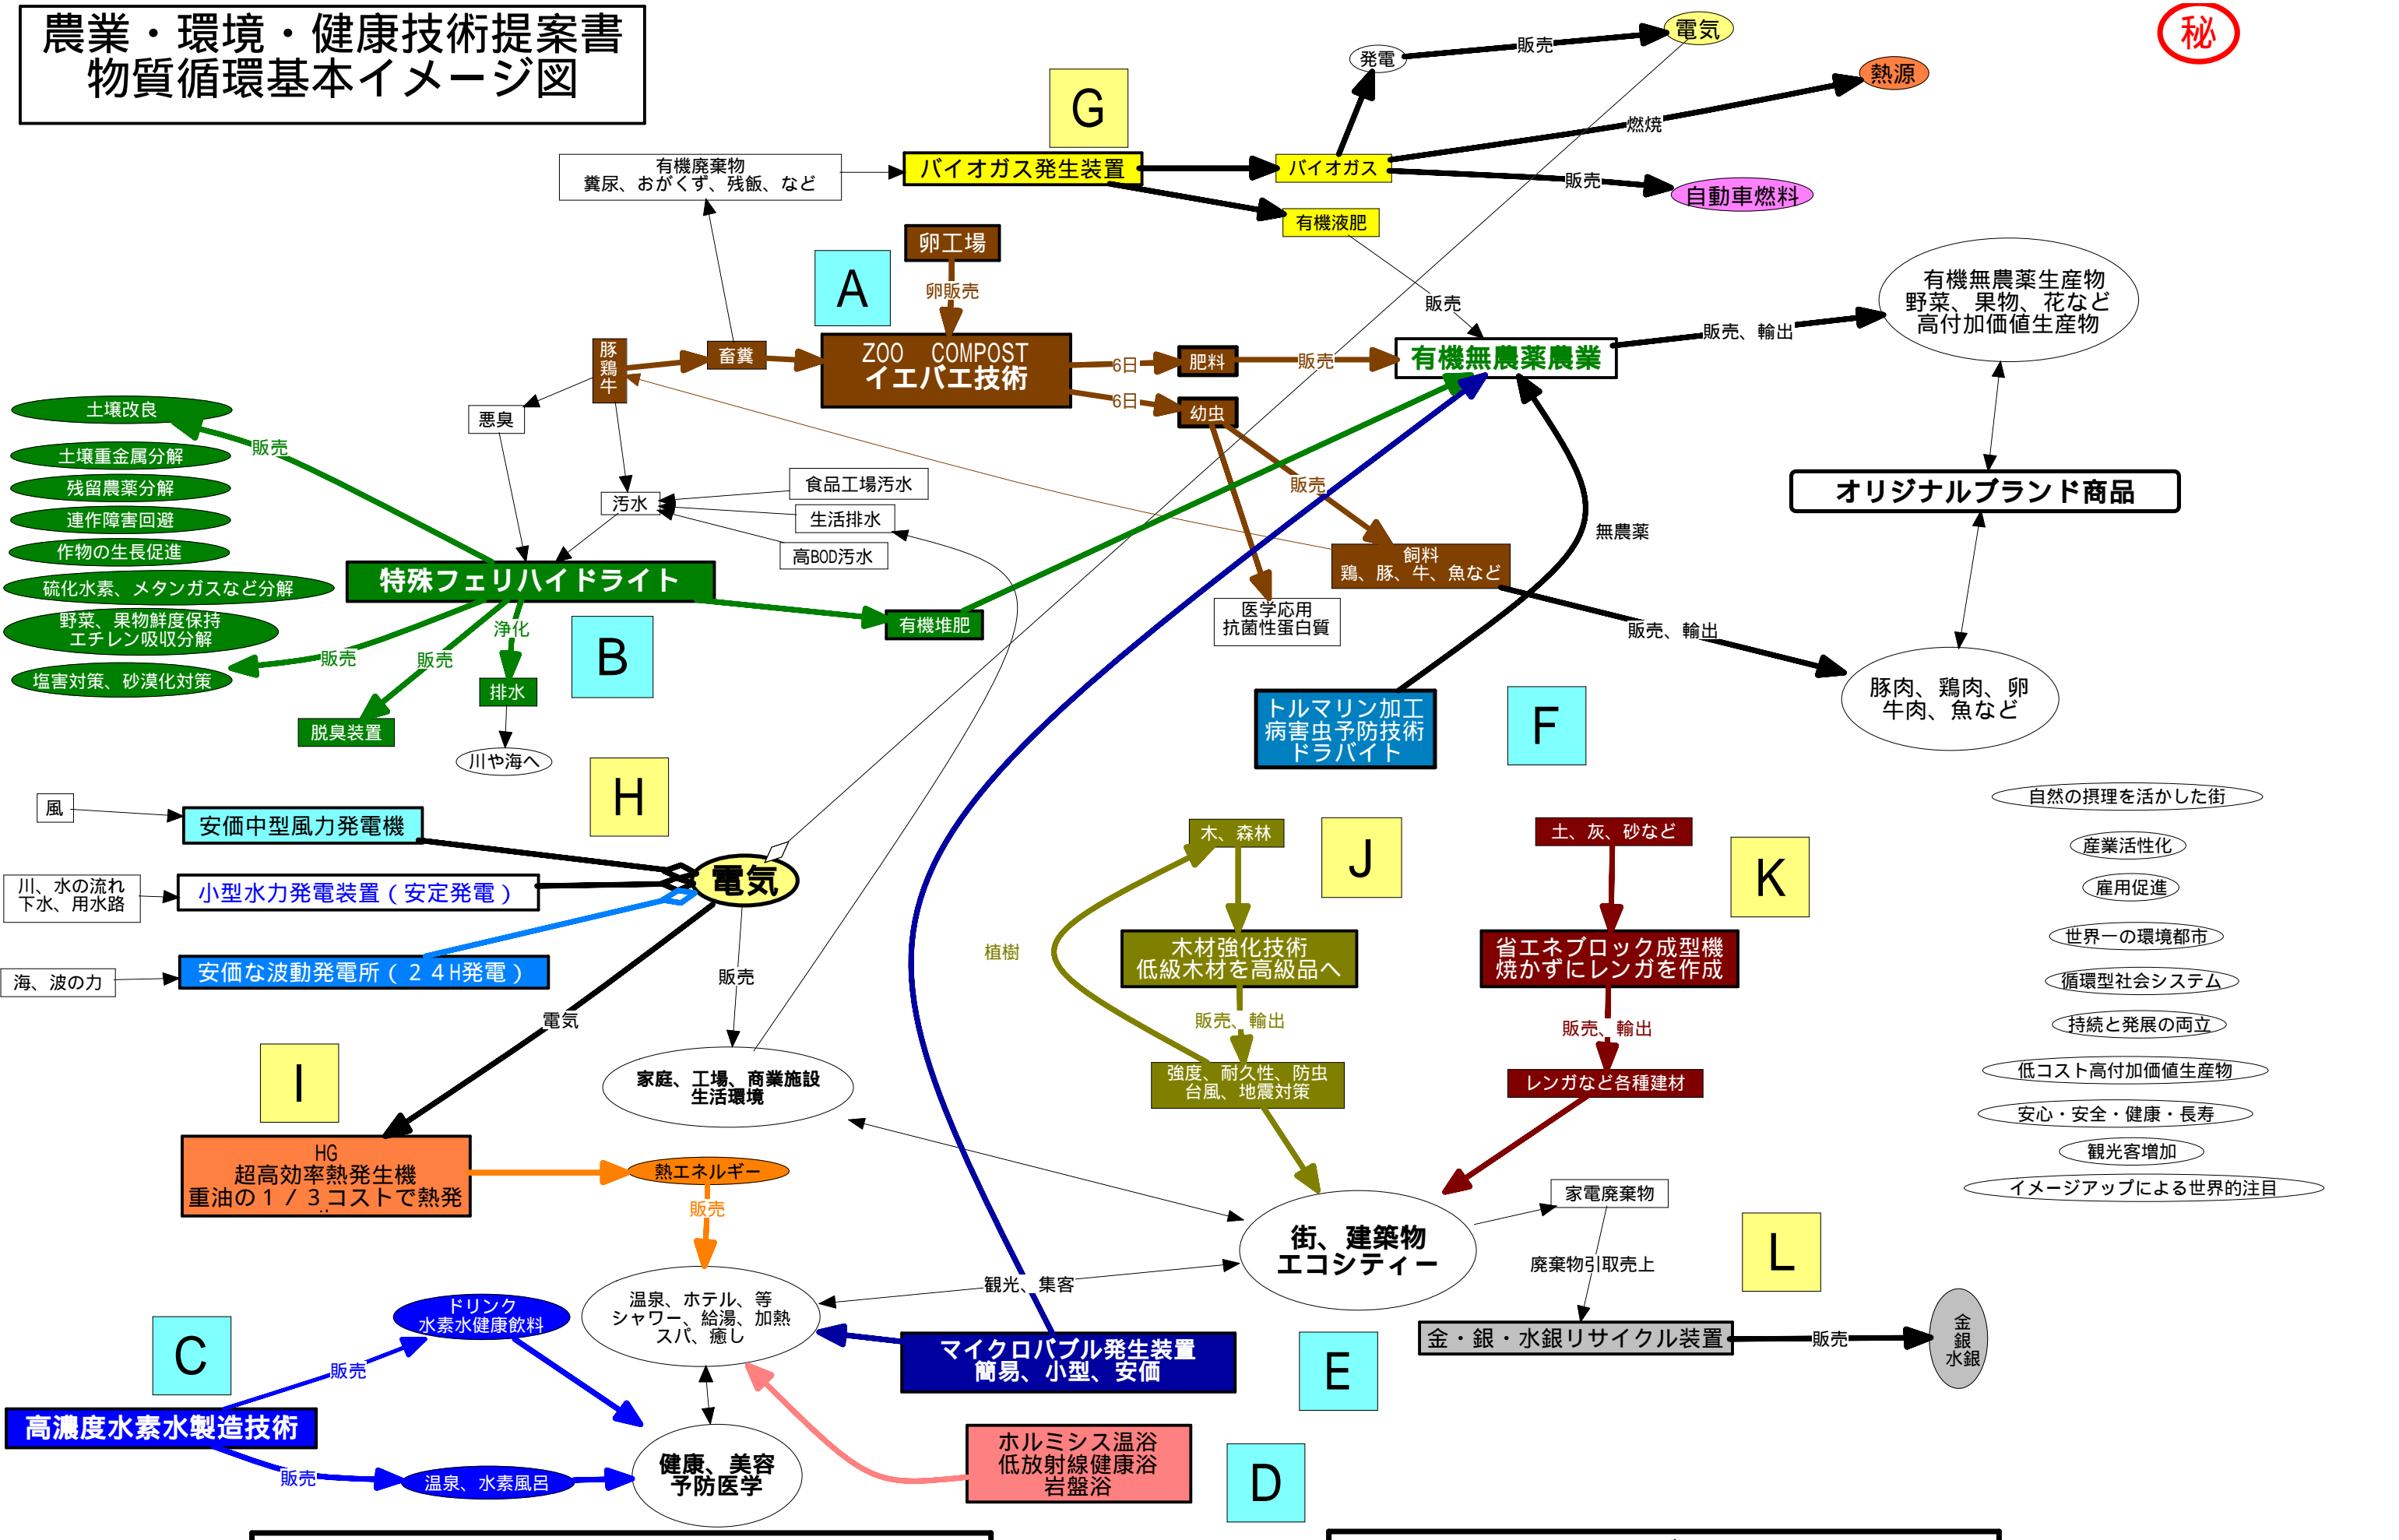 農業・環境・健康技術提案書
物質循環基本イメージ図
秘
電気
販売
発電
熱源
燃焼
G
有機廃棄物
糞尿、おがくず、残飯、など
バイオガス発生装置
バイオガス
販売
自動車燃料
有機液肥
販売
A
卵工場
卵販売
豚
鶏
牛
畜糞
ZOO COMPOST
イエバエ技術
6日
肥料
販売
6日
幼虫
有機無農薬農業
販売、輸出
有機無農薬生産物
野菜、果物、花など
高付加価値生産物
販売
飼料
鶏、豚、牛、魚など
医学応用
抗菌性蛋白質
無農薬
オリジナルブランド商品
販売、輸出
豚肉、鶏肉、卵
牛肉、魚など
悪臭
汚水
食品工場汚水
生活排水
高BOD汚水
土壌改良
土壌重金属分解
残留農薬分解
連作障害回避
作物の生長促進
硫化水素、メタンガスなど分解
野菜、果物鮮度保持
エチレン吸収分解
塩害対策、砂漠化対策
販売
特殊フェリハイドライト
販売
販売
浄化
脱臭装置
排水
川や海へ
有機堆肥
B
トルマリン加工
病害虫予防技術
ドラバイト
F
H
風
安価中型風力発電機
川、水の流れ
下水、用水路
小型水力発電装置(安定発電)
海、波の力
安価な波動発電所(24H発電)
電気
販売
電気
家庭、工場、商業施設
生活環境
I
HG
超高効率熱発生機
重油の1/3コストで熱発
熱エネルギー
販売
木、森林
J
植樹
木材強化技術
低級木材を高級品へ
販売、輸出
強度、耐久性、防虫
台風、地震対策
土、灰、砂など
K
省エネブロック成型機
焼かずにレンガを作成
販売、輸出
レンガなど各種建材
自然の摂理を活かした街
産業活性化
雇用促進
世界一の環境都市
循環型社会システム
持続と発展の両立
低コスト高付加価値生産物
安心・安全・健康・長寿
観光客増加
イメージアップによる世界的注目
街、建築物
エコシティー
観光、集客
家電廃棄物
廃棄物引取売上
L
金・銀・水銀リサイクル装置
販売
金
銀
水銀
温泉、ホテル、等
シャワー、給湯、加熱
スパ、癒し
マイクロバブル発生装置
簡易、小型、安価
E
C
ドリンク
水素水健康飲料
販売
高濃度水素水製造技術
販売
温泉、水素風呂
健康、美容
予防医学
ホルミシス温浴
低放射線健康浴
岩盤浴
D